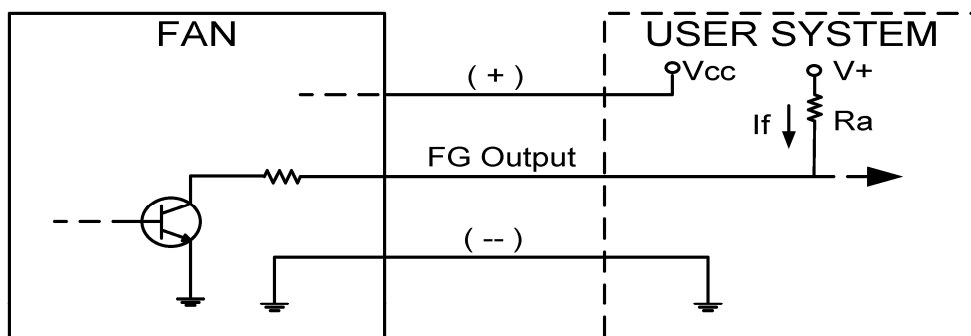 FAN
USER SYSTEM
( + )
Vcc
V+
If
Ra
FG Output
( -- )